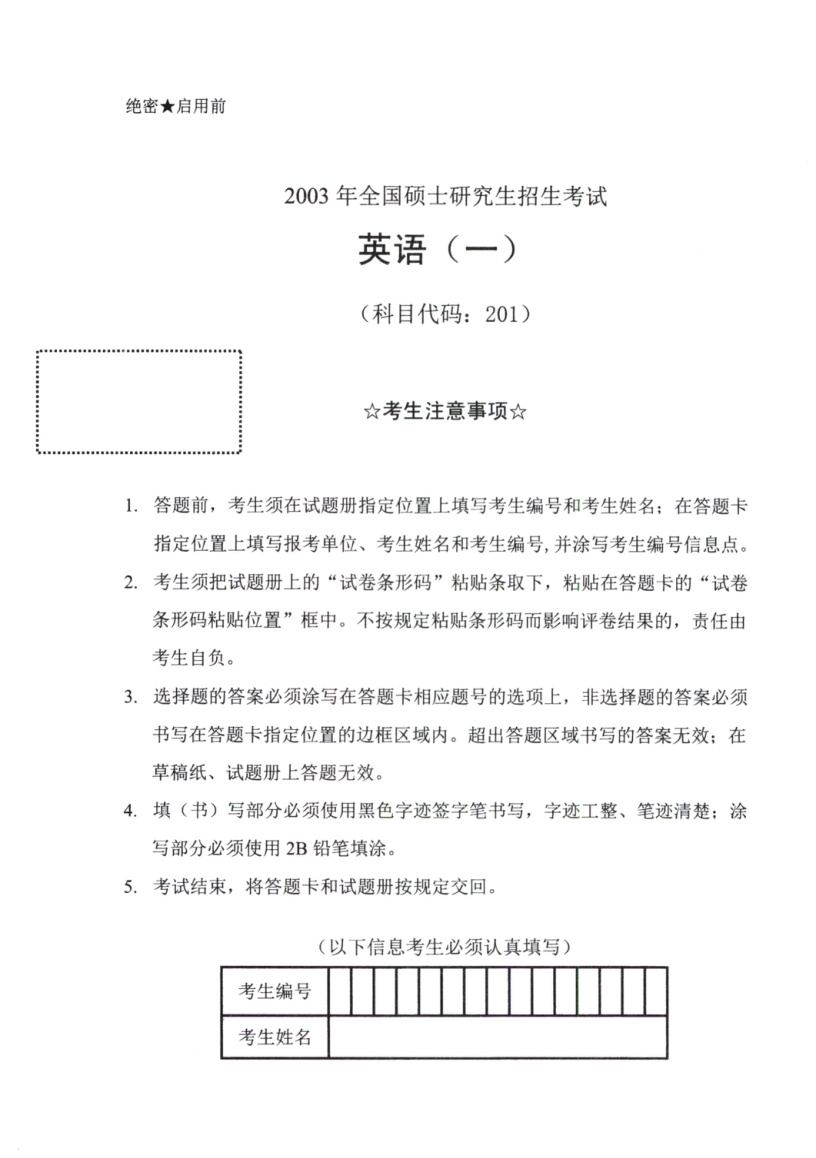 绝密★启用前
2003 年全国硕士研究生招生考试
英语（一）
（科目代码：201）
☆考生注意事项☆
1. 答题前，考生须在试题册指定位置上填写考生编号和考生姓名；在答题卡
指定位置上填写报考单位、考生姓名和考生编号,并涂写考生编号信息点。
2. 考生须把试题册上的“试卷条形码”粘贴条取下，粘贴在答题卡的“试卷
条形码粘贴位置”框中。不按规定粘贴条形码而影响评卷结果的，责任由
考生自负。
3. 选择题的答案必须涂写在答题卡相应题号的选项上，非选择题的答案必须
书写在答题卡指定位置的边框区域内。超出答题区域书写的答案无效；在
草稿纸、试题册上答题无效。
4. 填（书）写部分必须使用黑色字迹签字笔书写，字迹工整、笔迹清楚；涂
写部分必须使用 2B 铅笔填涂。
5. 考试结束，将答题卡和试题册按规定交回。
（以下信息考生必须认真填写）
考生编号
考生姓名